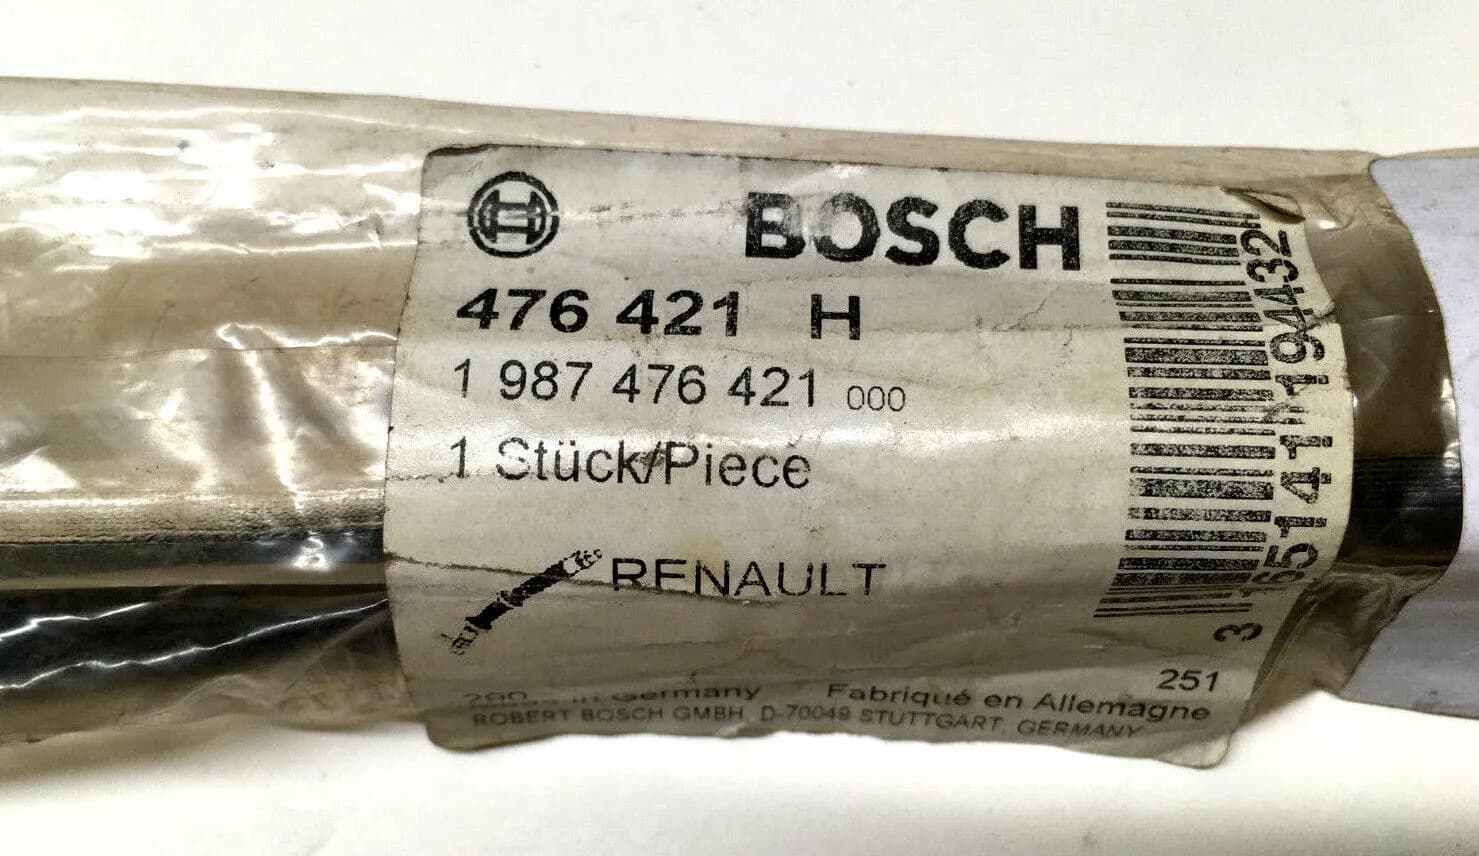 BOSCH
476 421 H
1 987 476 421 000
1 Stück/Piece
RENAULT
251
in Germany Fabriqué en Allemagne
ROBERT BOSCH GMBH, D-70049 STUTTGART, GERMANY
3 165141 194432